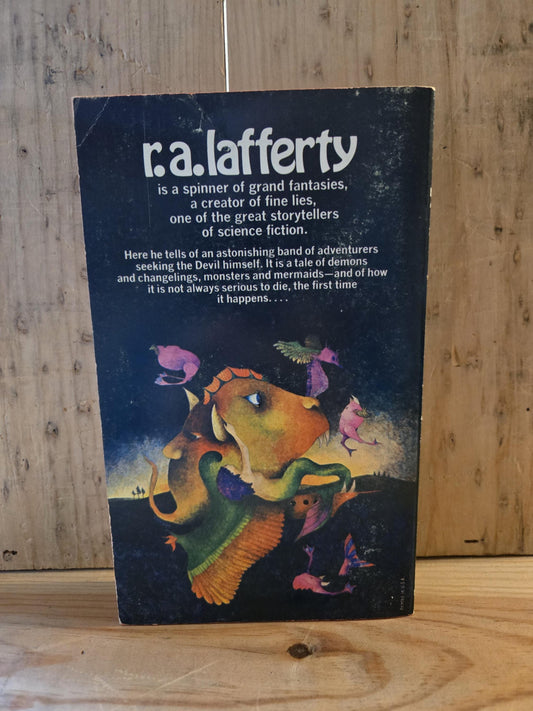 r.a.lafferty
is a spinner of grand fantasies,
a creator of fine lies,
one of the great storytellers
of science fiction.
Here he tells of an astonishing band of adventurers
seeking the Devil himself. It is a tale of demons
and changelings, monsters and mermaids—and of how
it is not always serious to die, the first time
it happens. . . .